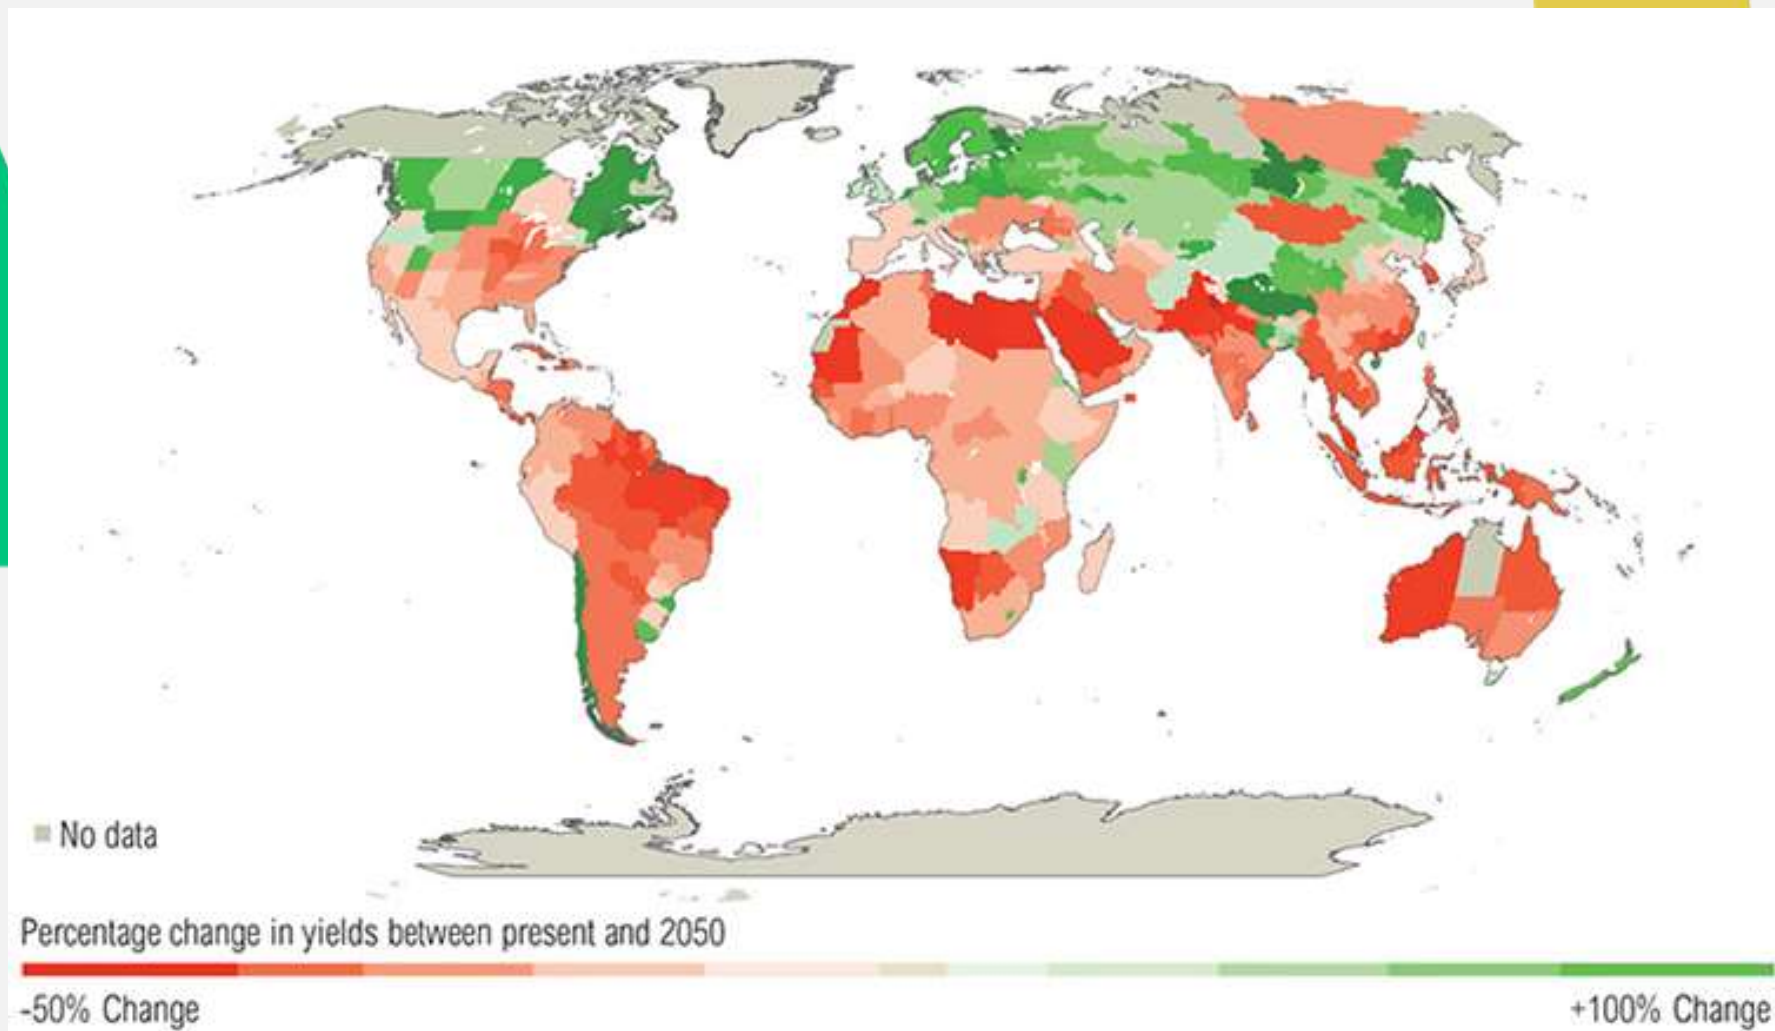 No data
Percentage change in yields between present and 2050
-50% Change
+100% Change